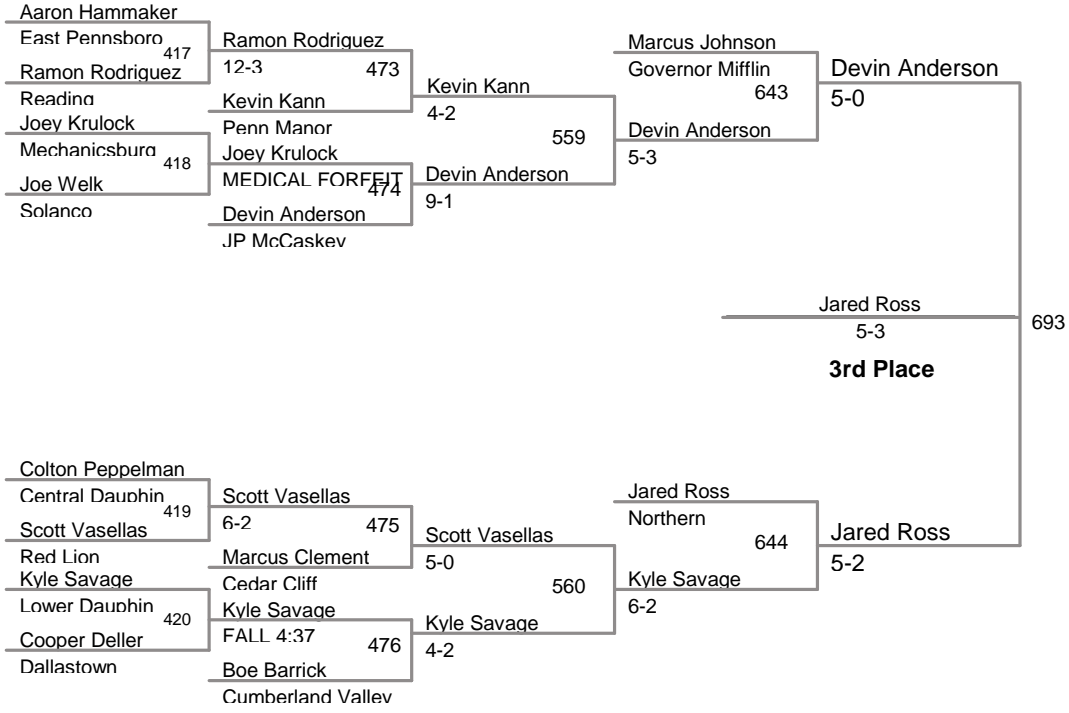 Aaron Hammaker
East Pennsboro
417
Ramon Rodriguez
Reading
Joey Krulock
Mechanicsburg
418
Joe Welk
Solanco
Ramon Rodriguez
12-3
473
Kevin Kann
Penn Manor
Joey Krulock
MEDICAL FORFEIT
474
Devin Anderson
JP McCaskey
Kevin Kann
4-2
559
Devin Anderson
9-1
Marcus Johnson
Governor Mifflin
643
Devin Anderson
5-3
Devin Anderson
5-0
Jared Ross
5-3
693
3rd Place
Colton Peppelman
Central Dauphin
419
Scott Vasellas
Red Lion
Kyle Savage
Lower Dauphin
420
Cooper Deller
Dallastown
Scott Vasellas
6-2
475
Marcus Clement
Cedar Cliff
Kyle Savage
FALL 4:37
476
Boe Barrick
Cumberland Valley
Scott Vasellas
5-0
560
Kyle Savage
4-2
Jared Ross
Northern
644
Kyle Savage
6-2
Jared Ross
5-2